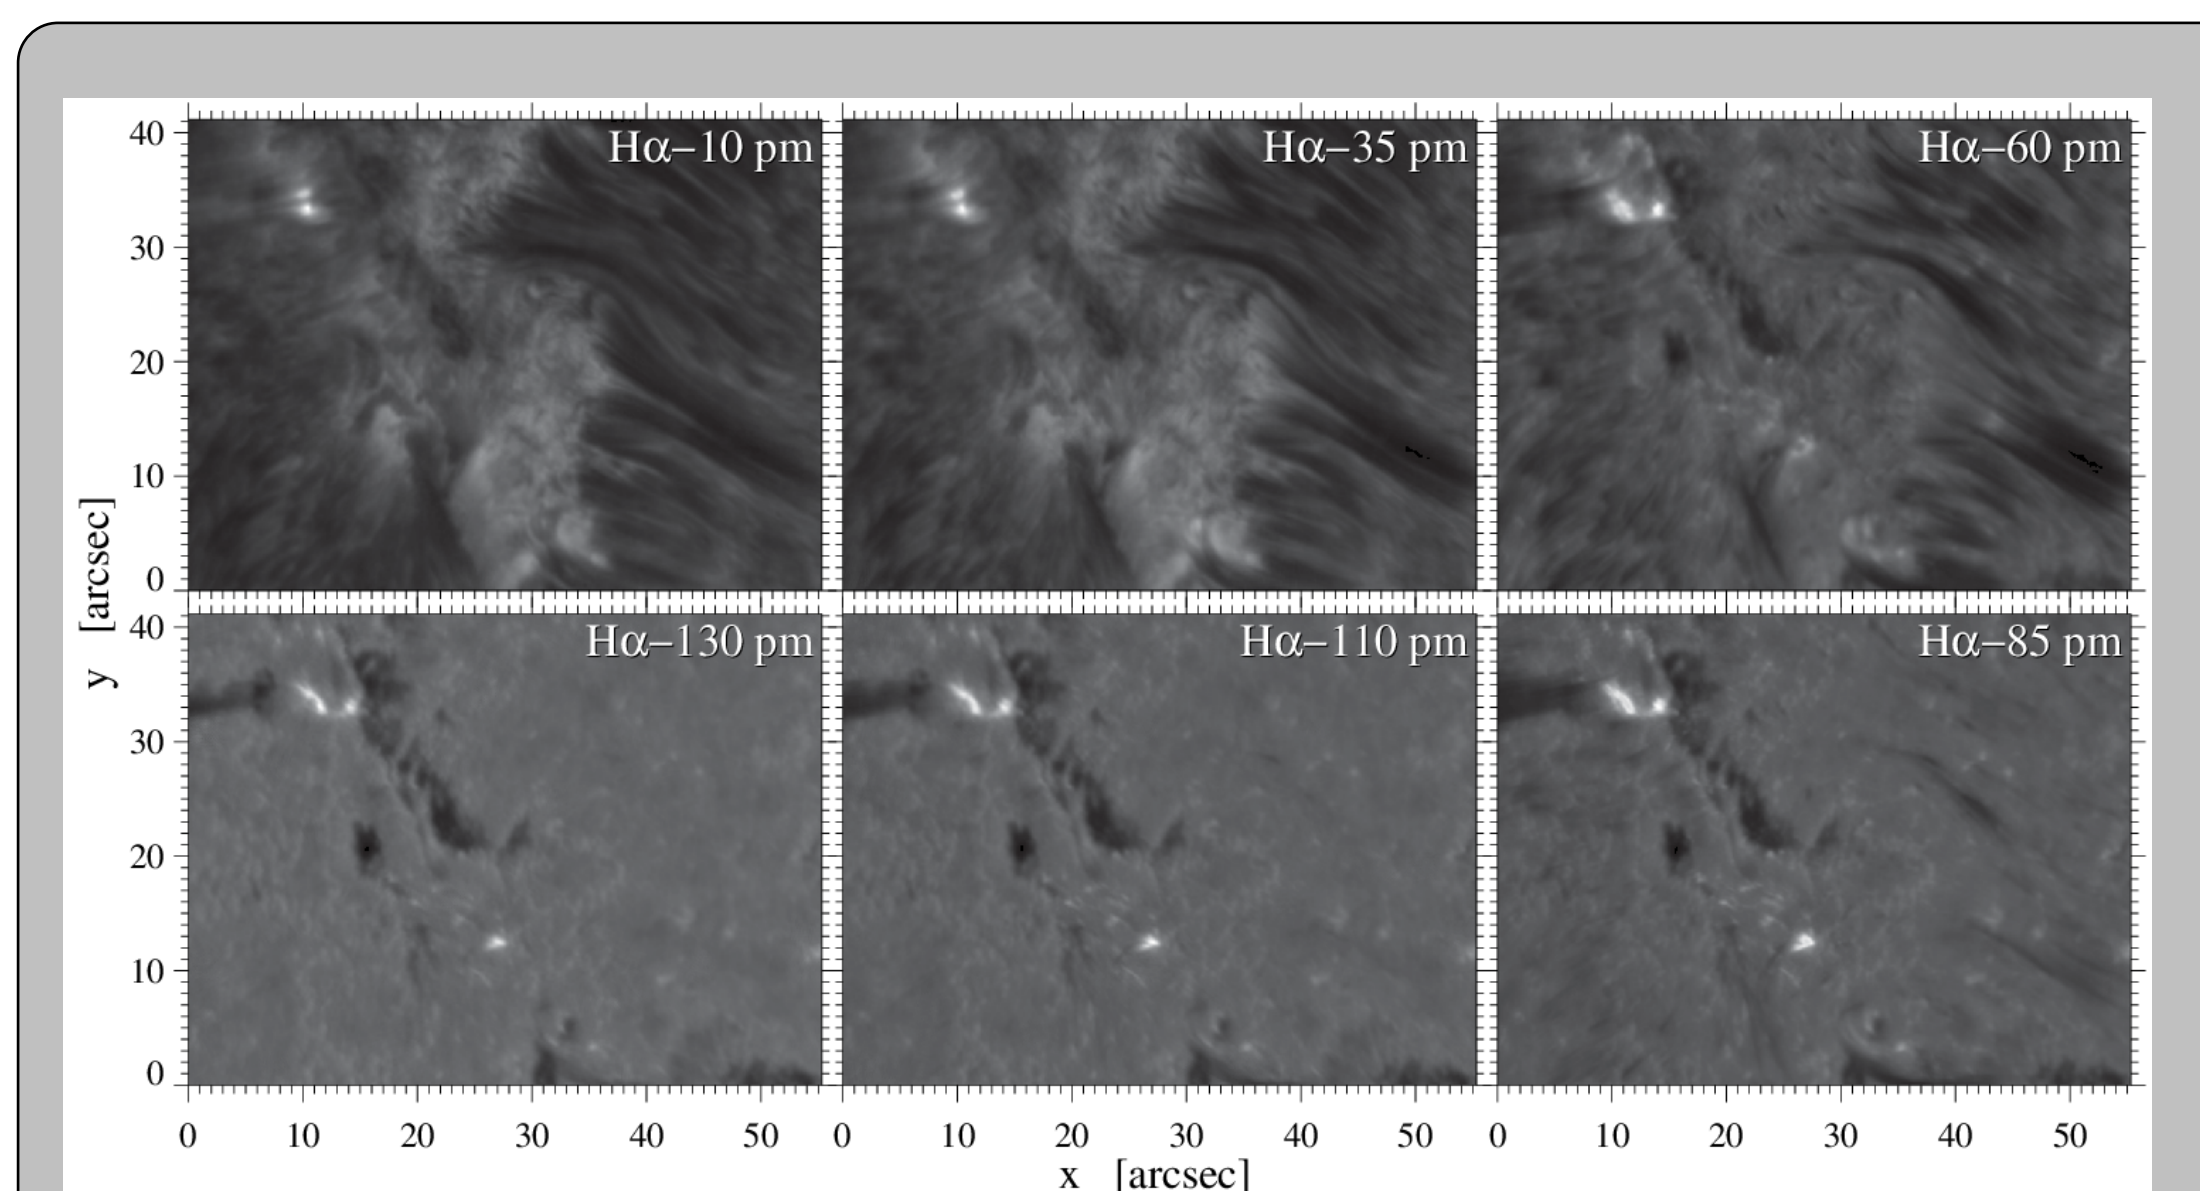 Hα−10 pm
Hα−35 pm
Hα−60 pm
40
30
20
10
0
Hα−130 pm
Hα−110 pm
Hα−85 pm
40
30
20
10
0
y [arcsec]
0 10 20 30 40 50 0 10 20 30 40 50 0 10 20 30 40 50
x [arcsec]